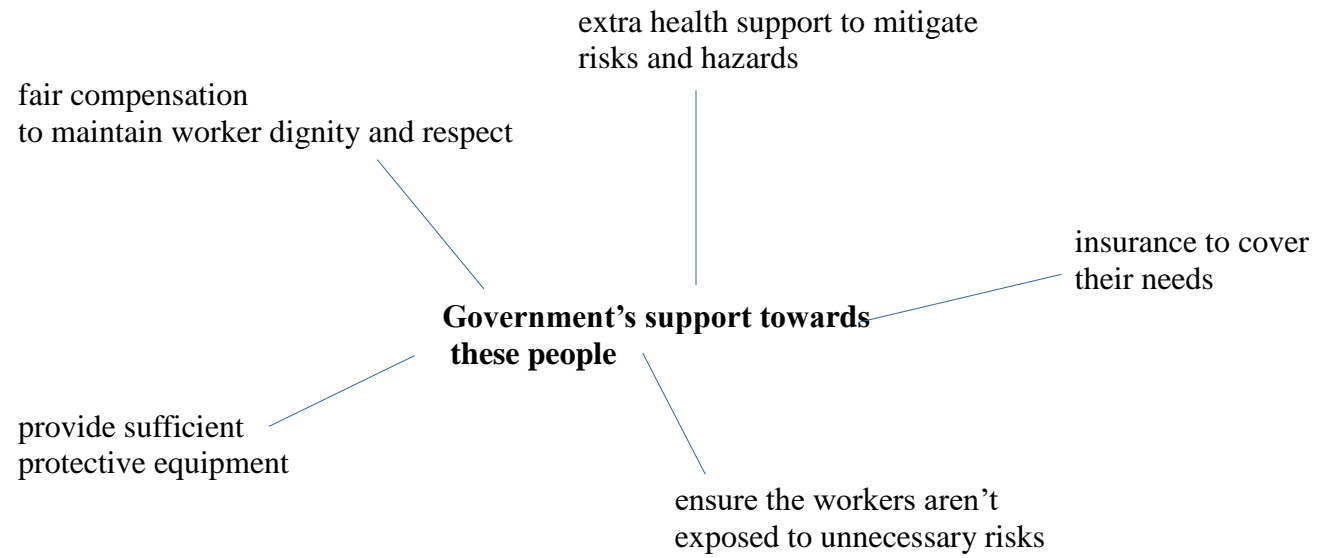 extra health support to mitigate
risks and hazards
fair compensation
to maintain worker dignity and respect
insurance to cover
their needs
Government’s support towards
these people
provide sufficient
protective equipment
ensure the workers aren’t
exposed to unnecessary risks